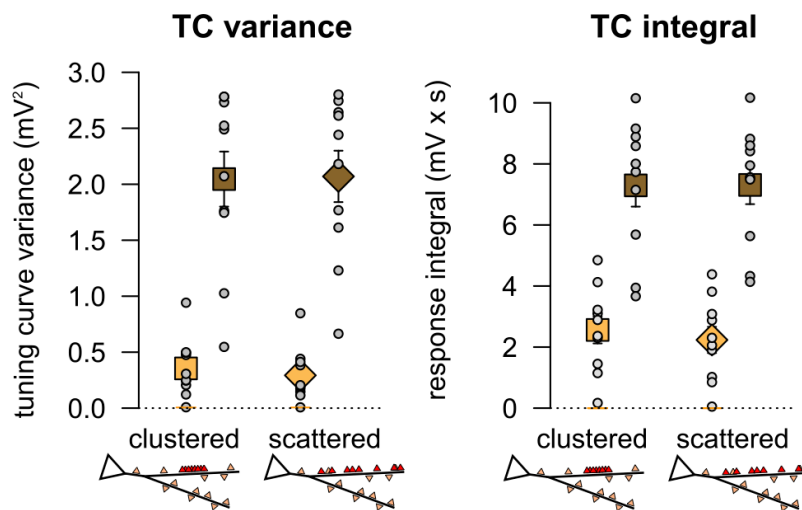 TC variance
tuning curve variance (mV²)
3.0
2.5
2.0
1.5
1.0
0.5
0.0
clustered scattered
TC integral
response integral (mV x s)
10
8
6
4
2
0
clustered scattered